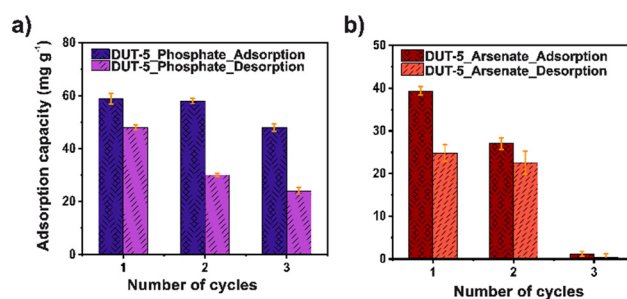 a)
DUT-5_Phosphate_Adsorption
DUT-5_Phosphate_Desorption
Adsorption capacity (mg g⁻¹)
80
60
40
20
0
1 2 3
Number of cycles
b)
DUT-5_Arsenate_Adsorption
DUT-5_Arsenate_Desorption
50
40
30
20
10
0
1 2 3
Number of cycles